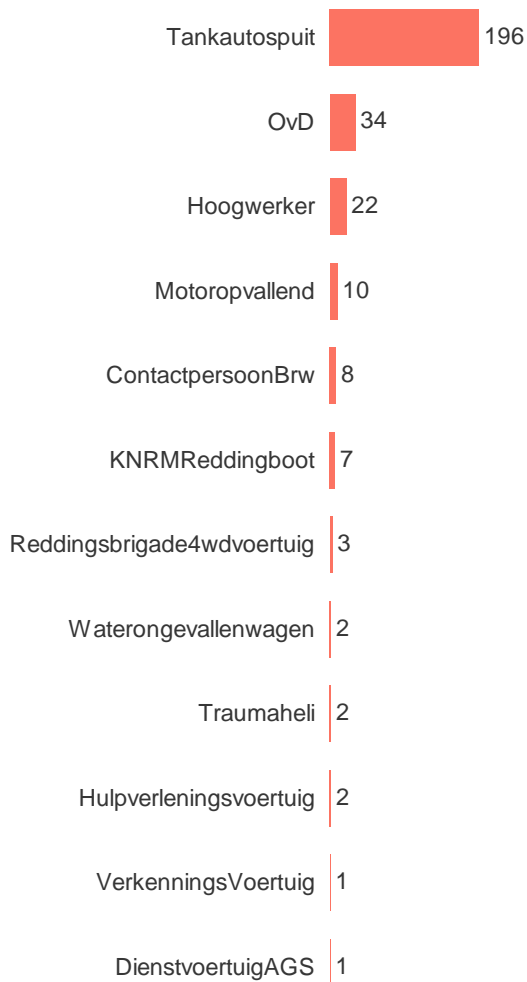 Tankautospuit 196
OvD 34
Hoogwerker 22
Motoropvallend 10
ContactpersoonBrw 8
KNRMReddingboot 7
Reddingsbrigade4wdvoertuig 3
Waterongevallenwagen 2
Traumaheli 2
Hulpverleningsvoertuig 2
VerkenningsVoertuig 1
DienstvoertuigAGS 1